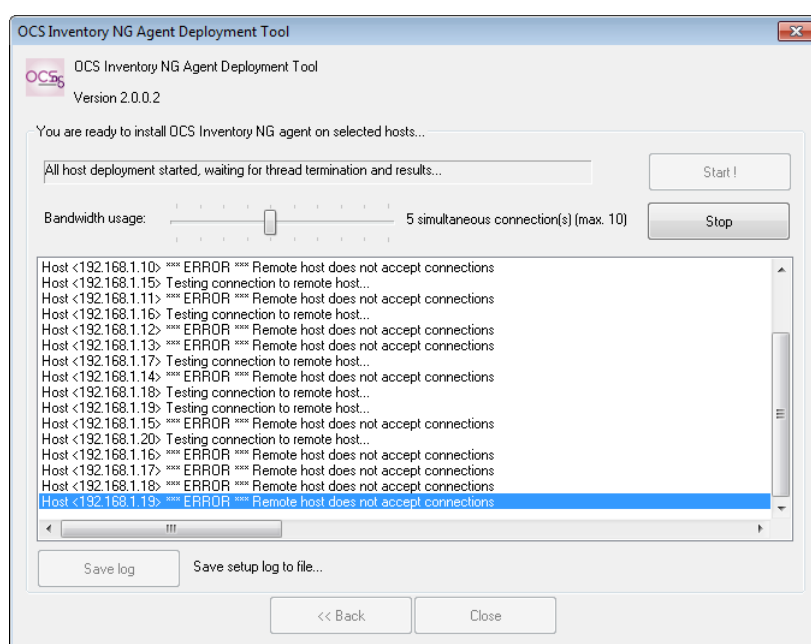 OCS Inventory NG Agent Deployment Tool
OCSng
OCS Inventory NG Agent Deployment Tool
Version 2.0.0.2
You are ready to install OCS Inventory NG agent on selected hosts...
All host deployment started, waiting for thread termination and results...
Start !
Bandwidth usage:
5 simultaneous connection(s) (max. 10)
Stop
Host <192.168.1.10> *** ERROR *** Remote host does not accept connections
Host <192.168.1.15> Testing connection to remote host...
Host <192.168.1.11> *** ERROR *** Remote host does not accept connections
Host <192.168.1.16> Testing connection to remote host...
Host <192.168.1.12> *** ERROR *** Remote host does not accept connections
Host <192.168.1.13> *** ERROR *** Remote host does not accept connections
Host <192.168.1.17> Testing connection to remote host...
Host <192.168.1.14> *** ERROR *** Remote host does not accept connections
Host <192.168.1.18> Testing connection to remote host...
Host <192.168.1.19> Testing connection to remote host...
Host <192.168.1.15> *** ERROR *** Remote host does not accept connections
Host <192.168.1.20> Testing connection to remote host...
Host <192.168.1.16> *** ERROR *** Remote host does not accept connections
Host <192.168.1.17> *** ERROR *** Remote host does not accept connections
Host <192.168.1.18> *** ERROR *** Remote host does not accept connections
Host <192.168.1.19> *** ERROR *** Remote host does not accept connections
Save log
Save setup log to file...
<< Back
Close